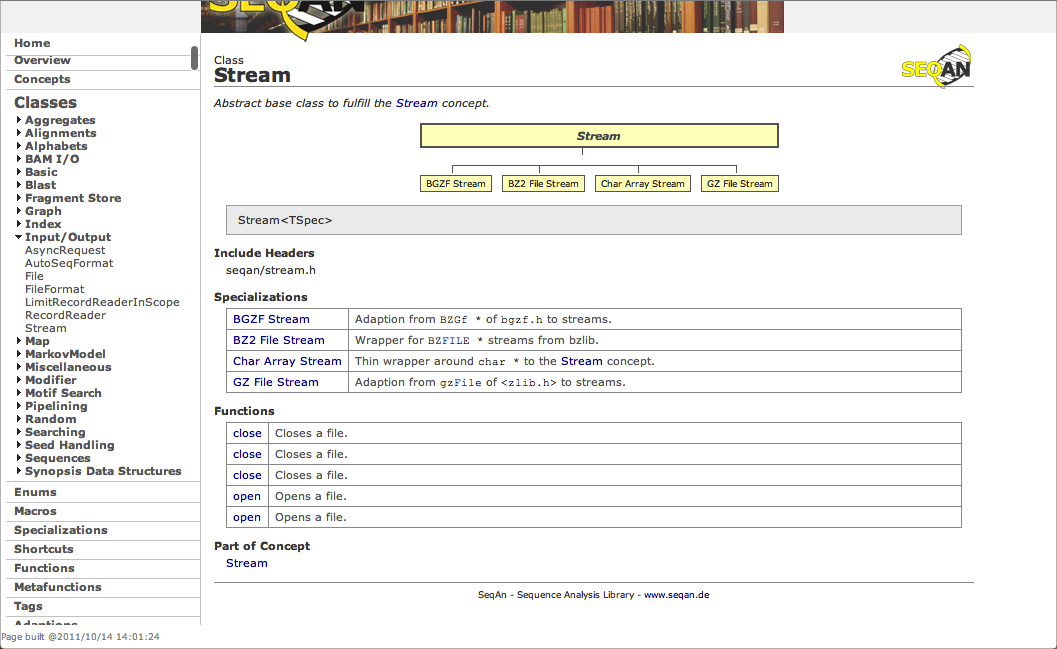 SEQAN
Home
Overview
Concepts
Classes
Aggregates
Alignments
Alphabets
BAM I/O
Basic
Blast
Fragment Store
Graph
Index
Input/Output
AsyncRequest
AutoSeqFormat
File
FileFormat
LimitRecordReaderInScope
RecordReader
Stream
Map
MarkovModel
Miscellaneous
Modifier
Motif Search
Pipelining
Random
Searching
Seed Handling
Sequences
Synopsis Data Structures
Enums
Macros
Specializations
Shortcuts
Functions
Metafunctions
Tags
Adaptions
Page built @2011/10/14 14:01:24
Class
Stream
SEQAN
Abstract base class to fulfill the Stream concept.
Stream
BGZF Stream BZ2 File Stream Char Array Stream GZ File Stream
Stream<TSpec>
Include Headers
seqan/stream.h
Specializations
BGZF Stream Adaption from BZGf * of bgzf.h to streams.
BZ2 File Stream Wrapper for BZFILE * streams from bzlib.
Char Array Stream Thin wrapper around char * to the Stream concept.
GZ File Stream Adaption from gzFile of <zlib.h> to streams.
Functions
close Closes a file.
close Closes a file.
close Closes a file.
open Opens a file.
open Opens a file.
Part of Concept
Stream
SeqAn - Sequence Analysis Library - www.seqan.de